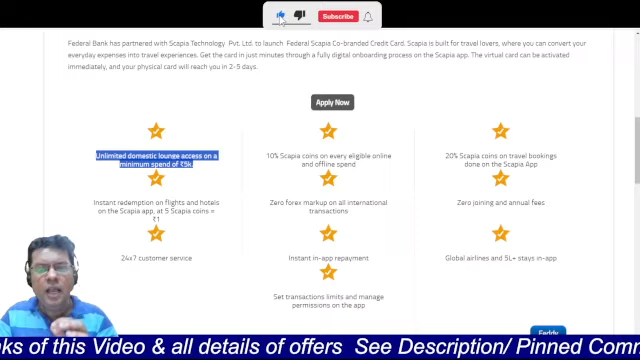 Subscribe
Federal Bank has partnered with Scapia Technology Pvt. Ltd. to launch Federal Scapia Co-branded Credit Card. Scapia is built for travel lovers, where you can convert your
everyday expenses into travel experiences. Get the card in just minutes through a fully digital onboarding process on the Scapia app. The virtual card can be activated
immediately, and your physical card will reach you in 2-5 days.
Apply Now
Unlimited domestic lounge access on a
minimum spend of ₹5k.
10% Scapia coins on every eligible online
and offline spend
20% Scapia coins on travel bookings
done on the Scapia App
Instant redemption on flights and hotels
on the Scapia app, at 5 Scapia coins =
₹1
Zero forex markup on all international
transactions
Zero joining and annual fees
24x7 customer service
Instant in-app repayment
Global airlines and 5L+ stays in-app
Set transactions limits and manage
permissions on the app
Feddy
nks of this Video & all details of offers See Description/ Pinned Comm